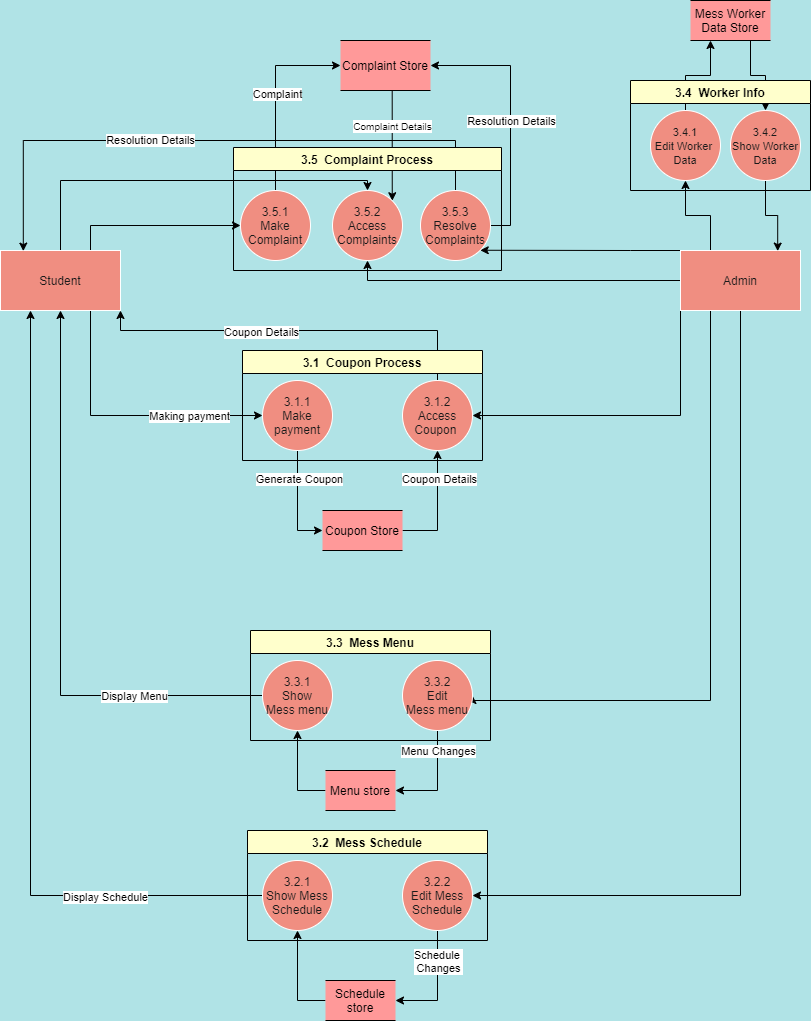 Mess Worker
Data Store
Complaint Store
Complaint
Complaint Details
Resolution Details
Resolution Details
3.4  Worker Info
3.4.1
Edit Worker
Data
3.4.2
Show Worker
Data
3.5  Complaint Process
3.5.1
Make
Complaint
3.5.2
Access
Complaints
3.5.3
Resolve
Complaints
Student
Admin
Coupon Details
3.1  Coupon Process
3.1.1
Make
payment
3.1.2
Access
Coupon
Making payment
Generate Coupon
Coupon Details
Coupon Store
3.3  Mess Menu
3.3.1
Show
Mess menu
3.3.2
Edit
Mess menu
Display Menu
Menu Changes
Menu store
3.2  Mess Schedule
3.2.1
Show Mess
Schedule
3.2.2
Edit Mess
Schedule
Display Schedule
Schedule
Changes
Schedule
store